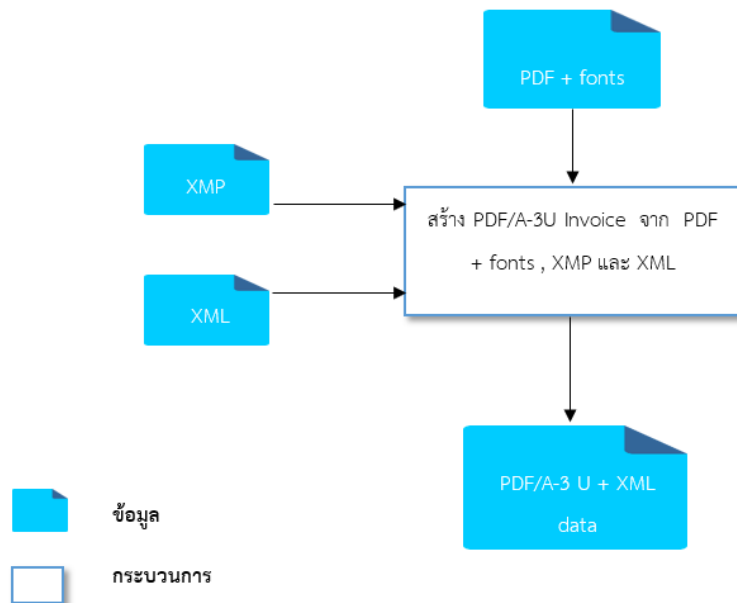 PDF + fonts
XMP
สร้าง PDF/A-3U Invoice จาก PDF
+ fonts , XMP และ XML
XML
PDF/A-3 U + XML
data
ข้อมูล
กระบวนการ